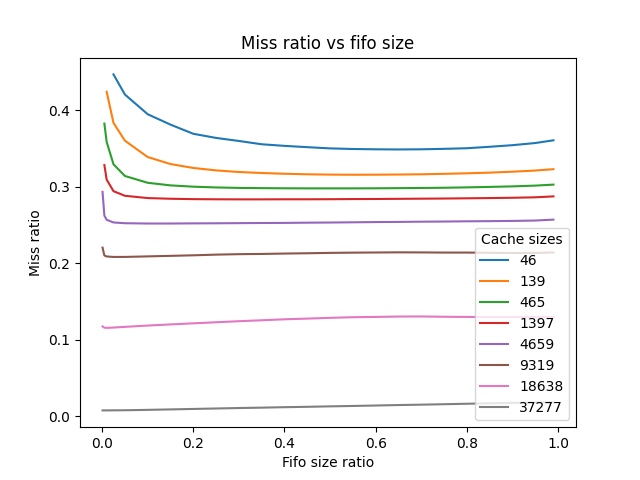 Miss ratio vs fifo size
Miss ratio
0.4
0.3
0.2
0.1
0.0
0.0 0.2 0.4 0.6 0.8 1.0
Fifo size ratio
Cache sizes
46
139
465
1397
4659
9319
18638
37277